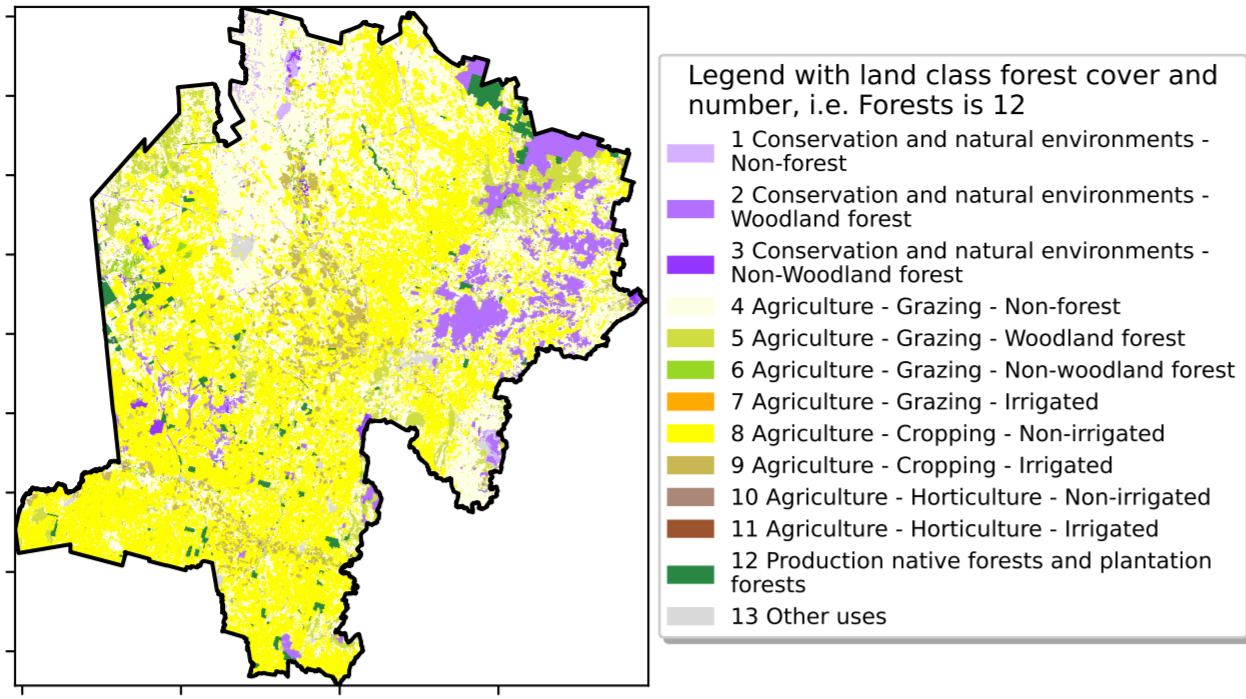 Legend with land class forest cover and
number, i.e. Forests is 12
1 Conservation and natural environments -
Non-forest
2 Conservation and natural environments -
Woodland forest
3 Conservation and natural environments -
Non-Woodland forest
4 Agriculture - Grazing - Non-forest
5 Agriculture - Grazing - Woodland forest
6 Agriculture - Grazing - Non-woodland forest
7 Agriculture - Grazing - Irrigated
8 Agriculture - Cropping - Non-irrigated
9 Agriculture - Cropping - Irrigated
10 Agriculture - Horticulture - Non-irrigated
11 Agriculture - Horticulture - Irrigated
12 Production native forests and plantation
forests
13 Other uses